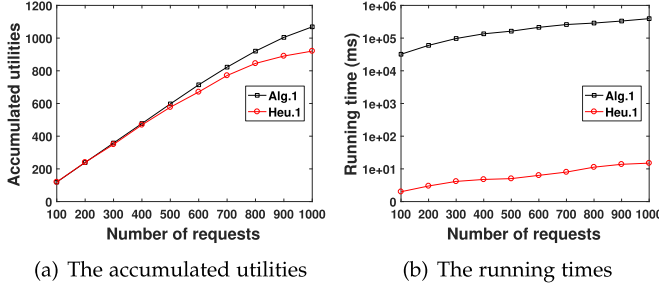 Accumulated utilities
1200
1000
800
600
400
200
0
100 200 300 400 500 600 700 800 900 1000
Number of requests
Alg.1
Heu.1
(a) The accumulated utilities
Running time (ms)
1e+06
1e+05
1e+04
1e+03
1e+02
1e+01
0
100 200 300 400 500 600 700 800 900 1000
Number of requests
Alg.1
Heu.1
(b) The running times